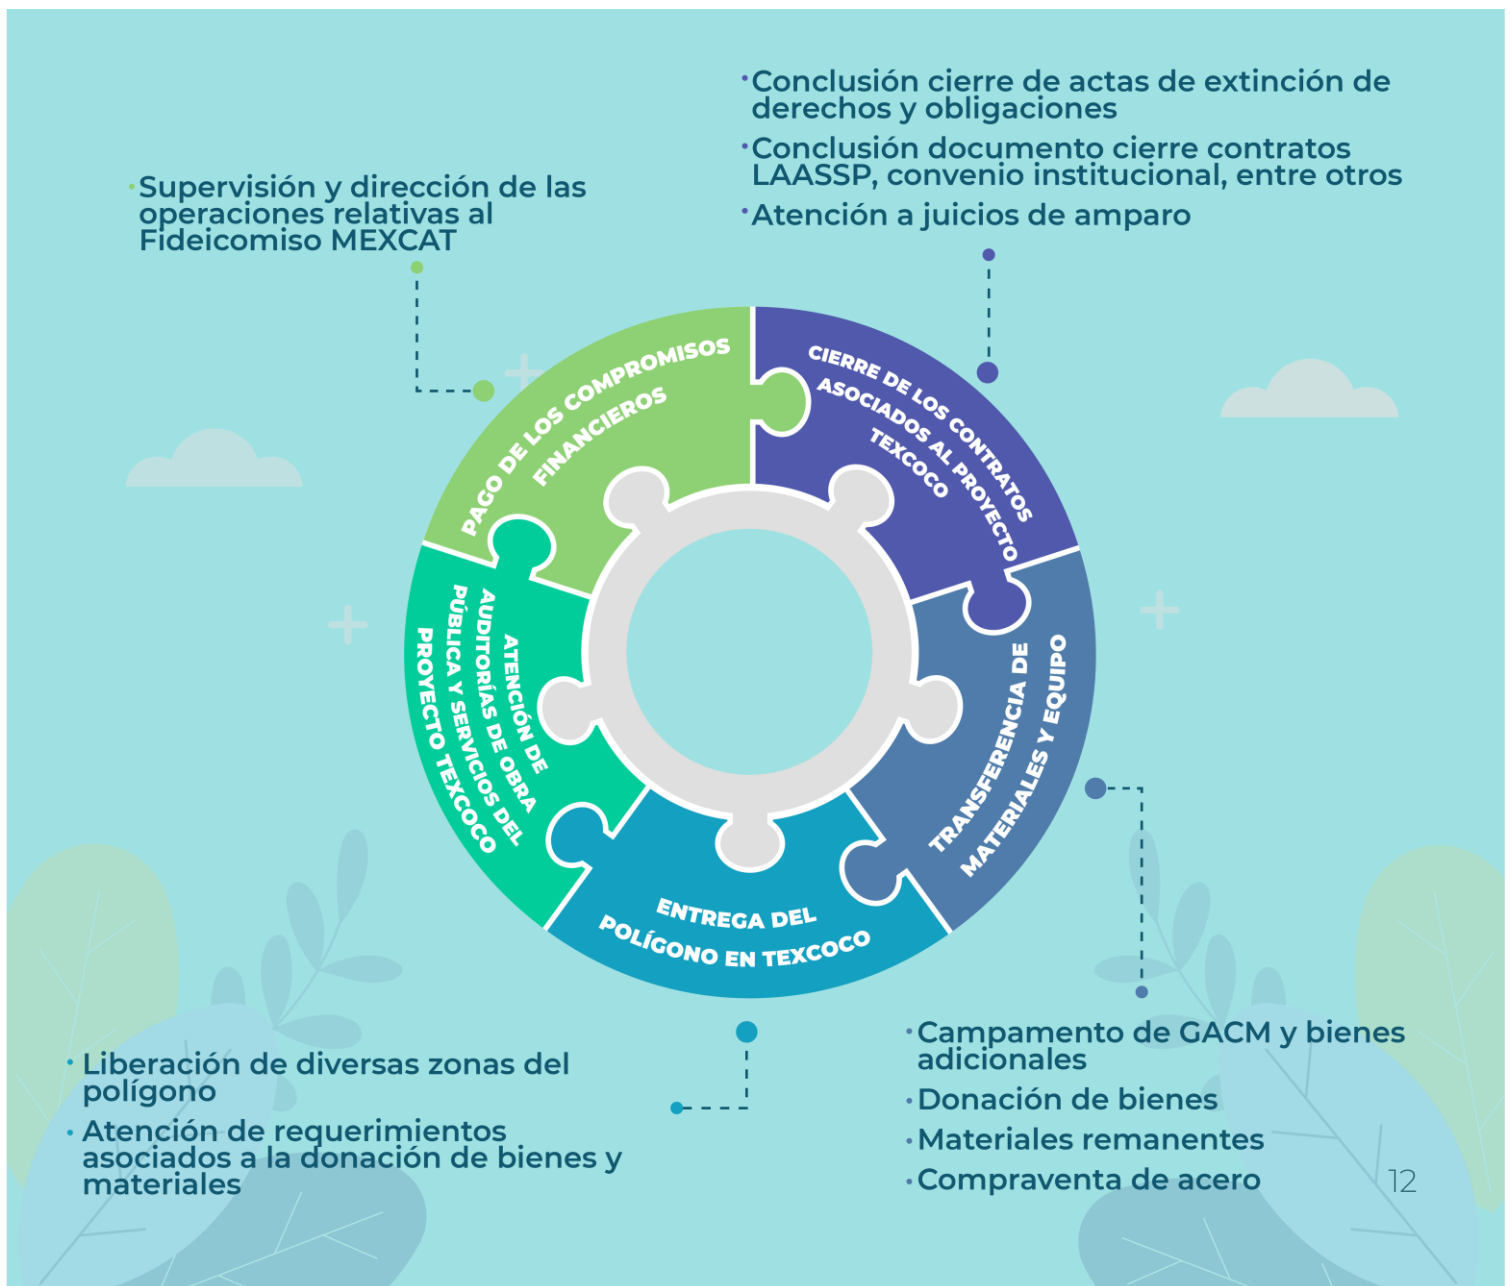 · Conclusión cierre de actas de extinción de
derechos y obligaciones
· Conclusión documento cierre contratos
LAASSP, convenio institucional, entre otros
· Atención a juicios de amparo
· Supervisión y dirección de las
operaciones relativas al
Fideicomiso MEXCAT
PAGO DE LOS COMPROMISOS
FINANCIEROS
CIERRE DE LOS CONTRATOS
ASOCIADOS AL PROYECTO
TEXCOCO
TRANSFERENCIA DE
MATERIALES Y EQUIPO
ENTREGA DEL
POLÍGONO EN TEXCOCO
ATENCIÓN DE
AUDITORÍAS DE OBRA
PÚBLICA Y SERVICIOS DEL
PROYECTO TEXCOCO
· Liberación de diversas zonas del
polígono
· Atención de requerimientos
asociados a la donación de bienes y
materiales
· Campamento de GACM y bienes
adicionales
· Donación de bienes
· Materiales remanentes
· Compraventa de acero
12